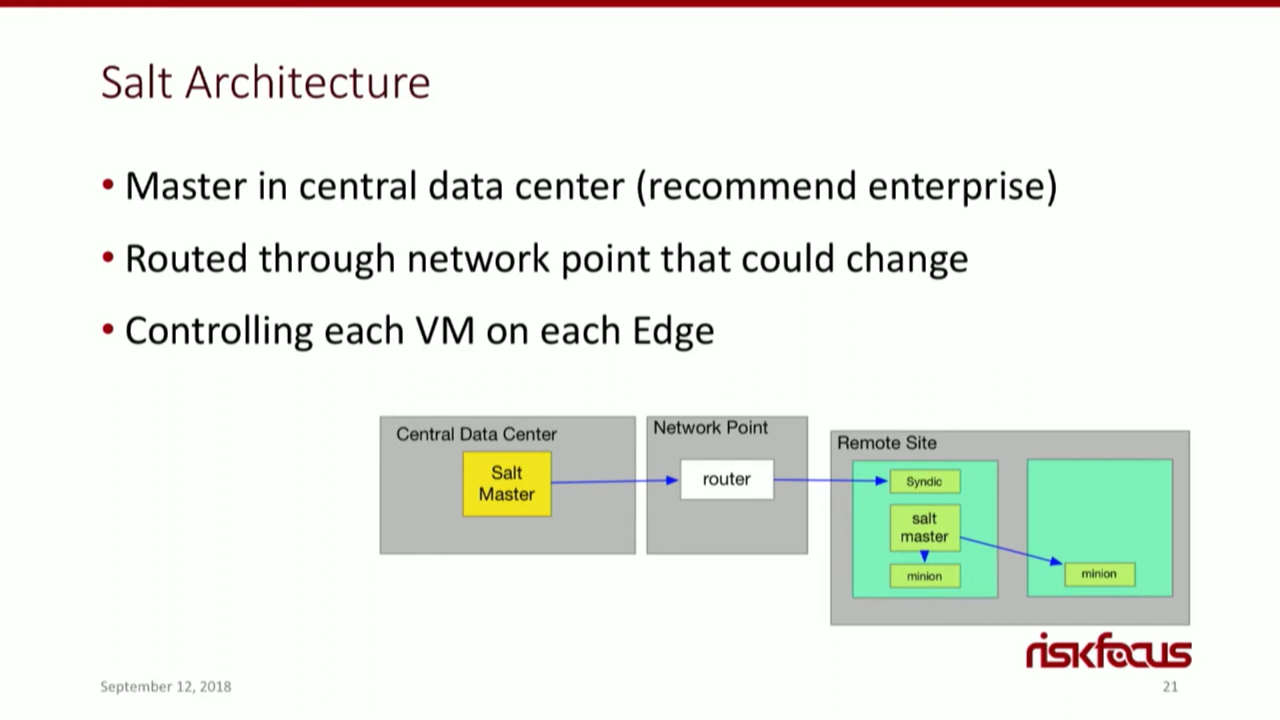 Salt Architecture
• Master in central data center (recommend enterprise)
• Routed through network point that could change
• Controlling each VM on each Edge
Central Data Center
Salt
Master
Network Point
router
Remote Site
Syndic
salt
master
minion
minion
riskfocus
September 12, 2018
21